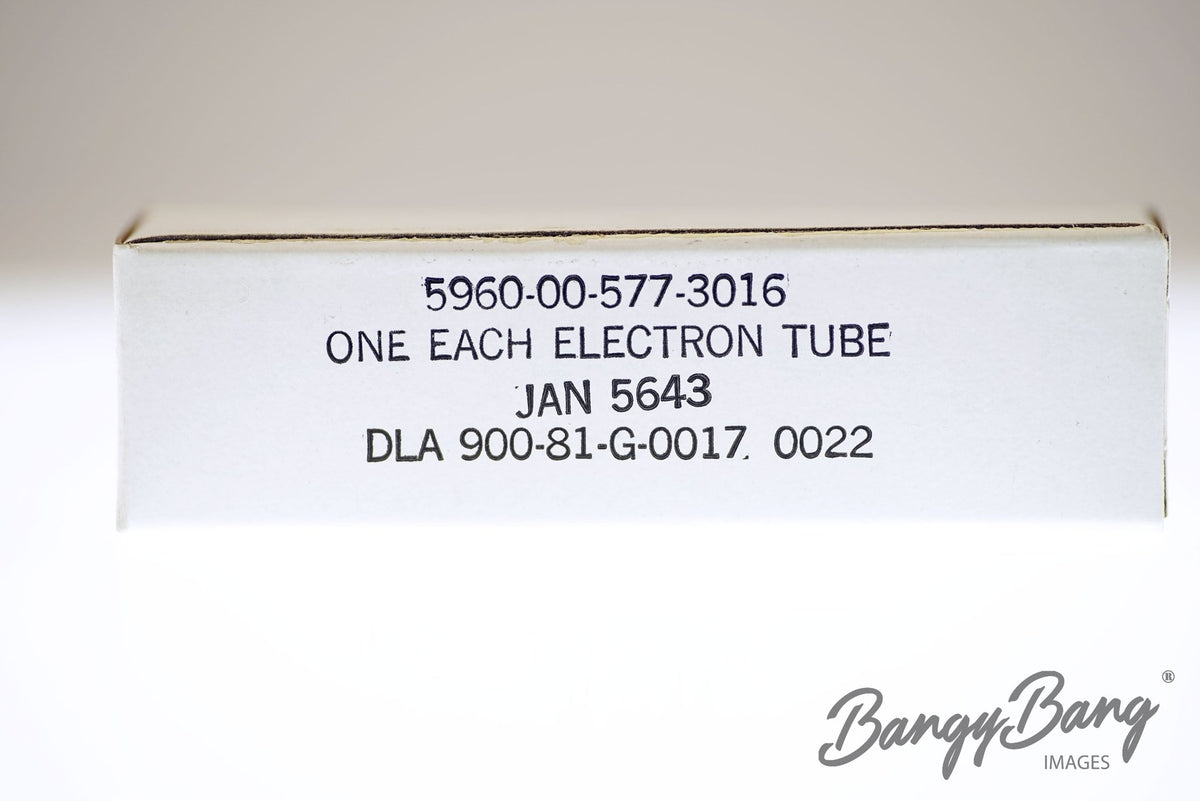 5960-00-577-3016
ONE EACH ELECTRON TUBE
JAN 5643
DLA 900-81-G-0017. 0022
BangyBang®
IMAGES